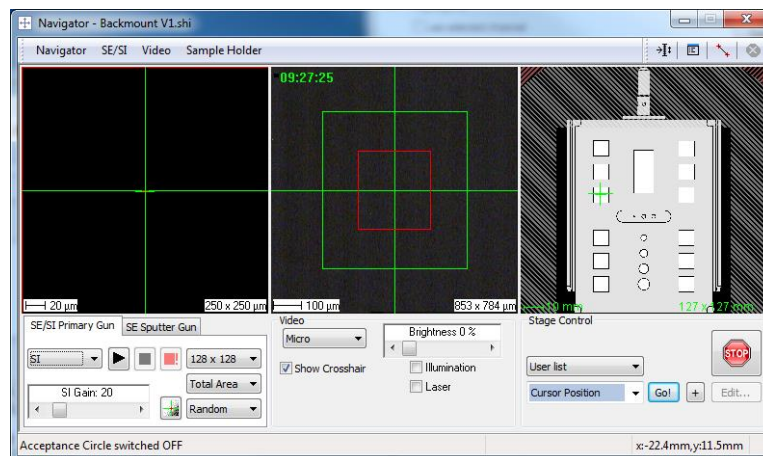 Navigator - Backmount V1.shi
Navigator SE/SI Video Sample Holder
09:27:25
20 µm 250 x 250 µm
100 µm 853 x 784 µm
10 mm 127 x 127 mm
SE/SI Primary Gun SE Sputter Gun
SI
128 x 128
Total Area
SI Gain: 20
Random
Video
Micro
Brightness 0 %
Show Crosshair
Illumination
Laser
Stage Control
STOP
User list
Cursor Position Go! + Edit...
Acceptance Circle switched OFF
x:-22.4mm,y:11.5mm